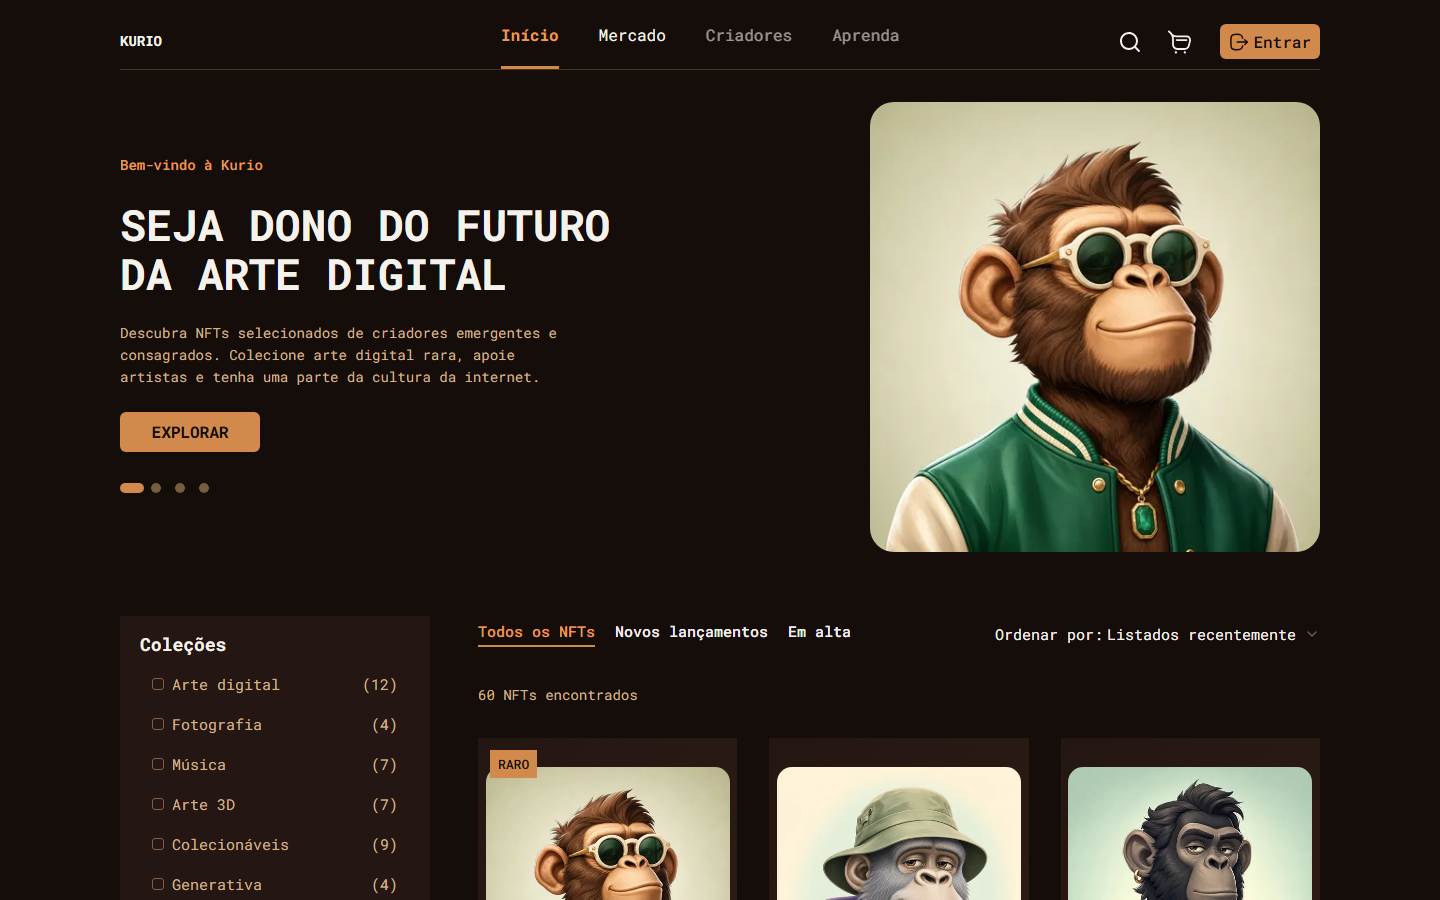 KURIO
Início
Mercado
Criadores
Aprenda
Entrar
Bem-vindo à Kurio
SEJA DONO DO FUTURO
DA ARTE DIGITAL
Descubra NFTs selecionados de criadores emergentes e
consagrados. Colecione arte digital rara, apoie
artistas e tenha uma parte da cultura da internet.
EXPLORAR
Coleções
Arte digital (12)
Fotografia (4)
Música (7)
Arte 3D (7)
Colecionáveis (9)
Generativa (4)
Todos os NFTs
Novos lançamentos
Em alta
Ordenar por: Listados recentemente
60 NFTs encontrados
RARO